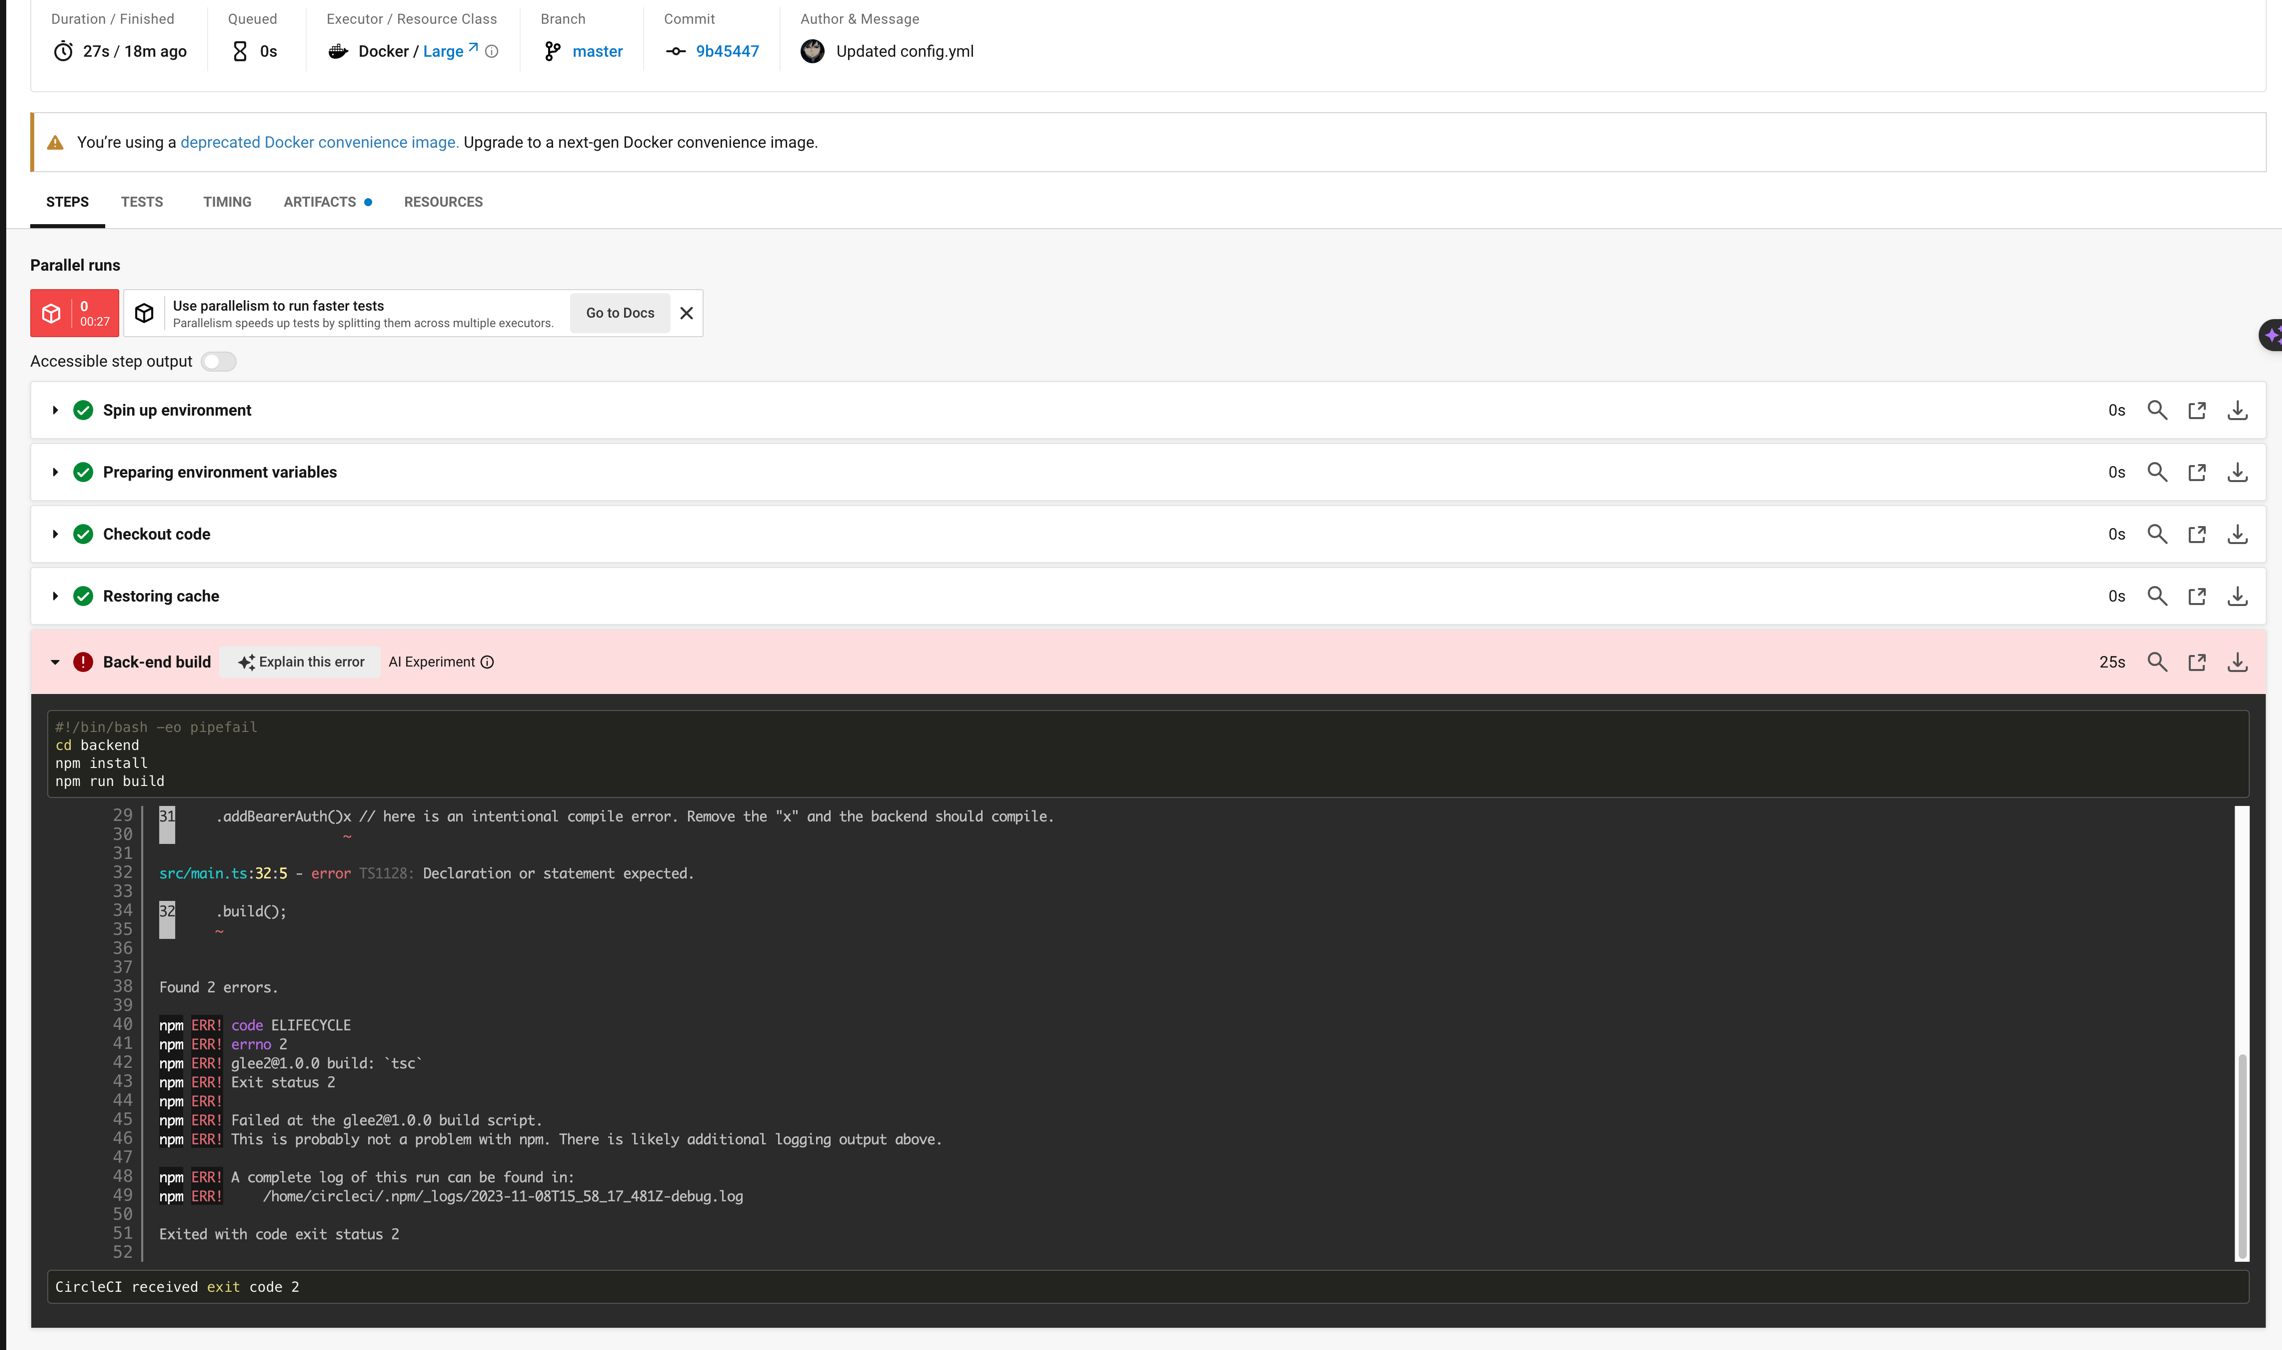 Duration / Finished Queued Executor / Resource Class Branch Commit Author & Message
27s / 18m ago 0s Docker / Large master 9b45447 Updated config.yml
You’re using a deprecated Docker convenience image. Upgrade to a next-gen Docker convenience image.
STEPS TESTS TIMING ARTIFACTS RESOURCES
Parallel runs
0
00:27
Use parallelism to run faster tests
Parallelism speeds up tests by splitting them across multiple executors.
Go to Docs
Accessible step output
Spin up environment 0s
Preparing environment variables 0s
Checkout code 0s
Restoring cache 0s
Back-end build Explain this error AI Experiment 25s
#!/bin/bash -eo pipefail
cd backend
npm install
npm run build
29 31 .addBearerAuth()x // here is an intentional compile error. Remove the "x" and the backend should compile.
30 ~
31
32 src/main.ts:32:5 - error TS1128: Declaration or statement expected.
33
34 32 .build();
35 ~
36
37
38 Found 2 errors.
39
40 npm ERR! code ELIFECYCLE
41 npm ERR! errno 2
42 npm ERR! glee2@1.0.0 build: `tsc`
43 npm ERR! Exit status 2
44 npm ERR!
45 npm ERR! Failed at the glee2@1.0.0 build script.
46 npm ERR! This is probably not a problem with npm. There is likely additional logging output above.
47
48 npm ERR! A complete log of this run can be found in:
49 npm ERR! /home/circleci/.npm/_logs/2023-11-08T15_58_17_481Z-debug.log
50
51 Exited with code exit status 2
52
CircleCI received exit code 2